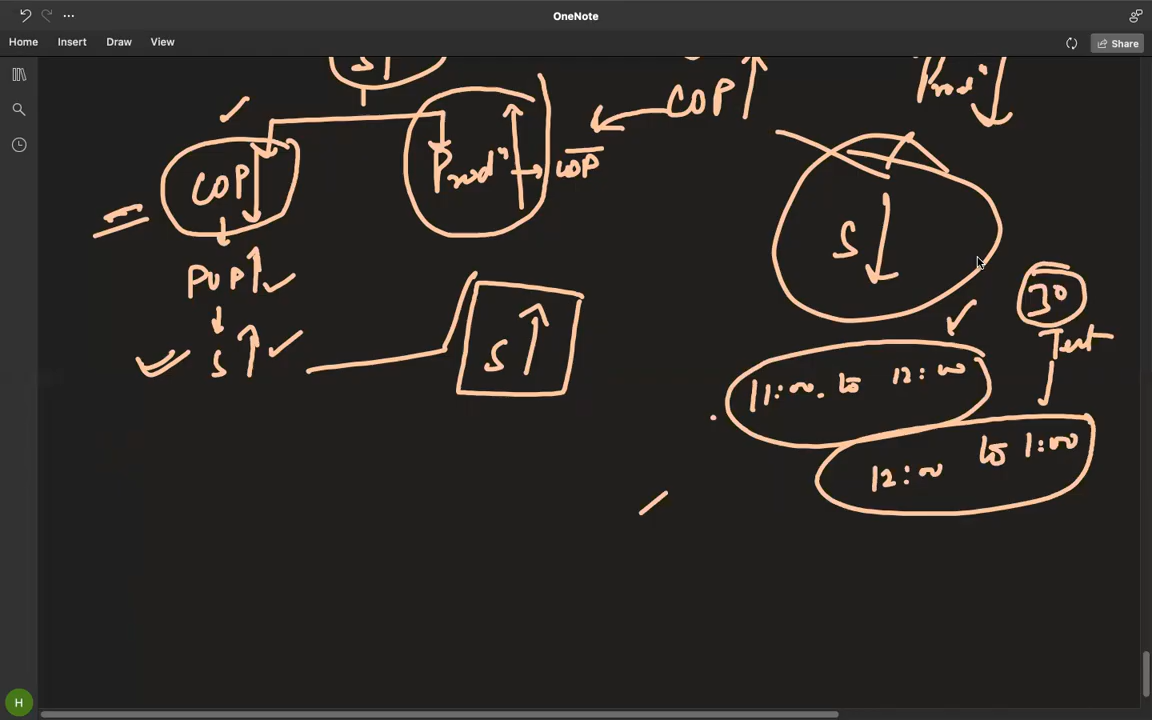 OneNote
Home Insert Draw View
Share
S
COP
Prod"
COP
COP
Prod"
PUP
S
S
S
30
Test
11:00. to 12:00
12:00 to 1:00
H